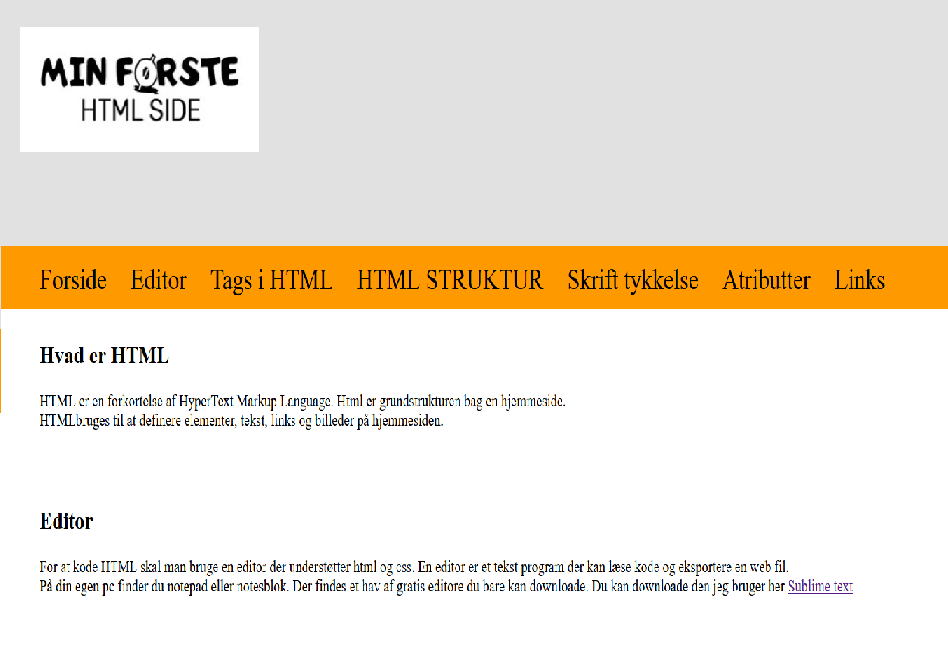 MIN FØRSTE
HTML SIDE
Forside Editor Tags i HTML HTML STRUKTUR Skrift tykkelse Atributter Links
Hvad er HTML
HTML er en forkortelse af HyperText Markup Language. Html er grundstrukturen bag en hjemmeside.
HTMLbruges til at definere elementer, tekst, links og billeder på hjemmesiden.
Editor
For at kode HTML skal man bruge en editor der understøtter html og css. En editor er et tekst program der kan læse kode og eksportere en web fil.
På din egen pc finder du notepad eller notesblok. Der findes et hav af gratis editore du bare kan downloade. Du kan downloade den jeg bruger her Sublime text